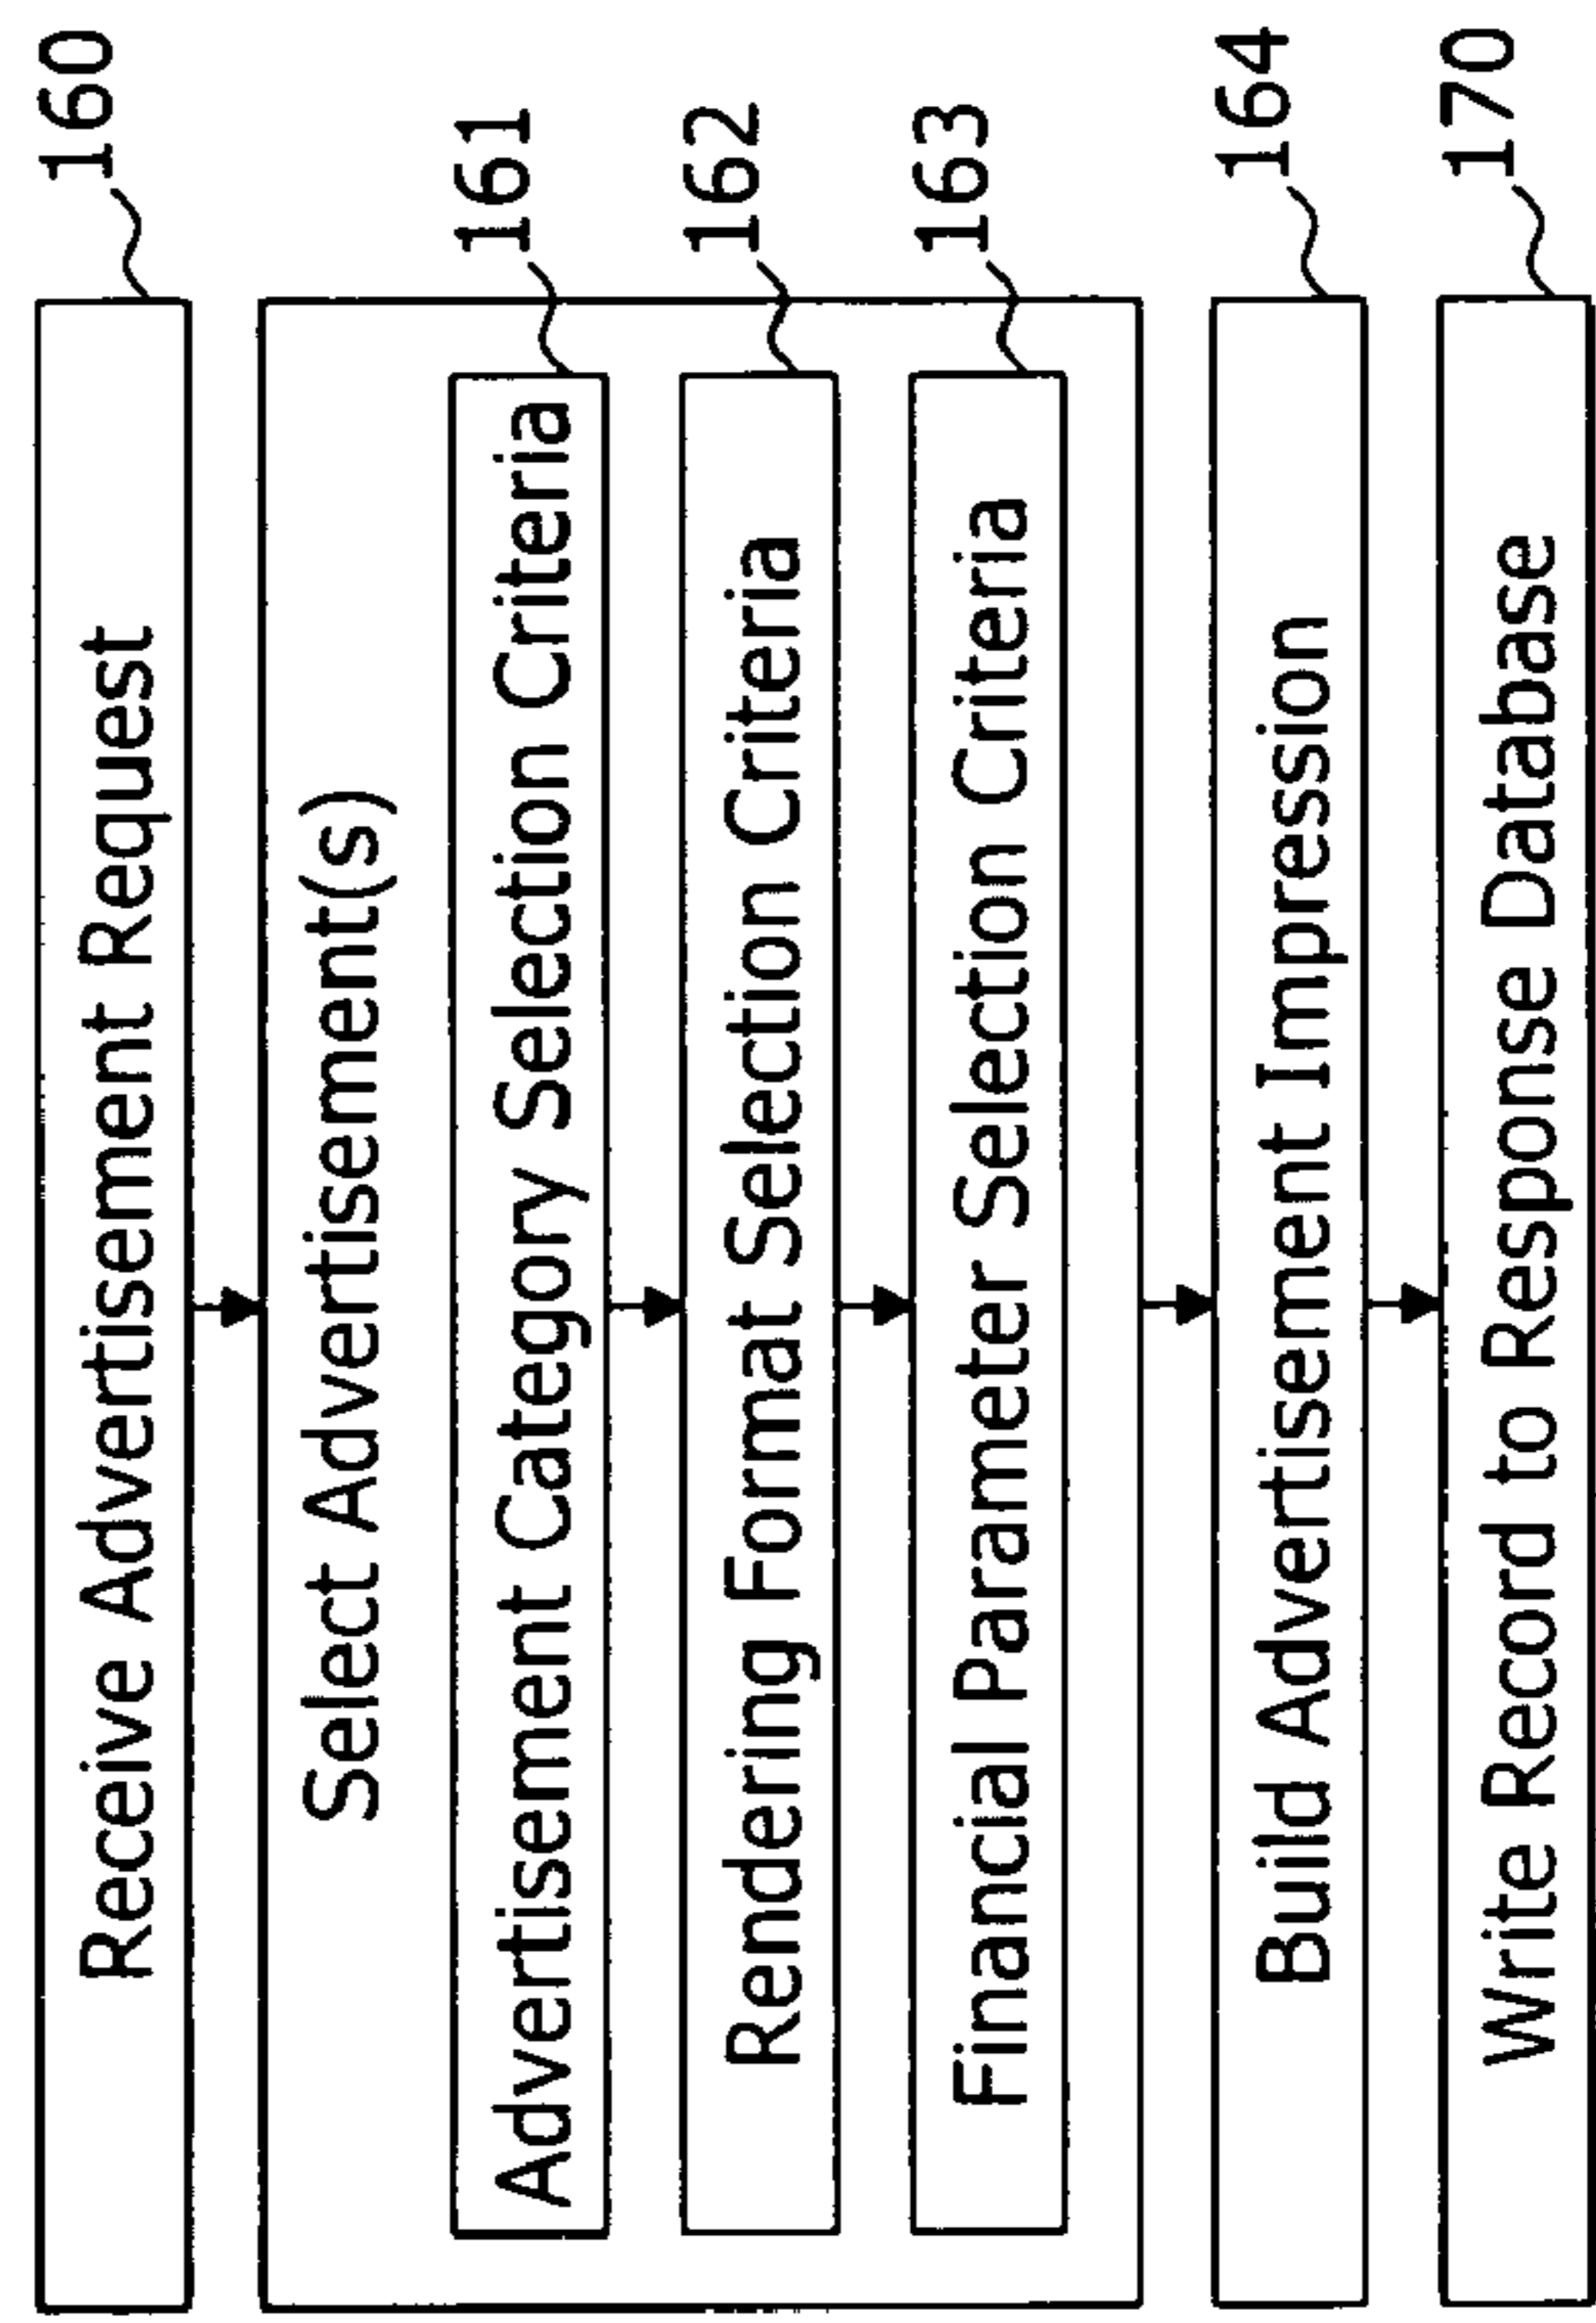 Receive Advertisement Request
160
Select Advertisement(s)
Advertisement Category Selection Criteria
161
Rendering Format Selection Criteria
162
Financial Parameter Selection Criteria
163
Build Advertisement Impression
164
Write Record to Response Database
170